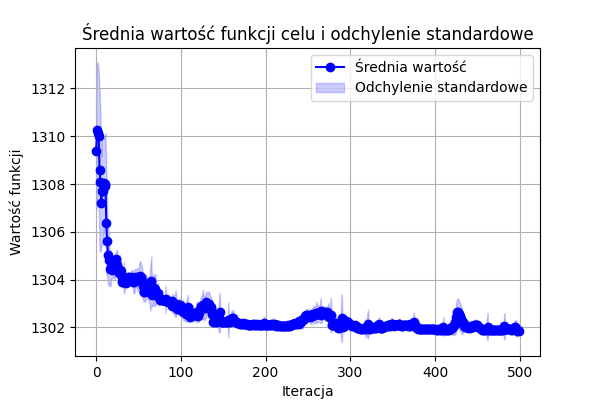 Średnia wartość funkcji celu i odchylenie standardowe
Średnia wartość
Odchylenie standardowe
Wartość funkcji
1312
1310
1308
1306
1304
1302
0 100 200 300 400 500
Iteracja